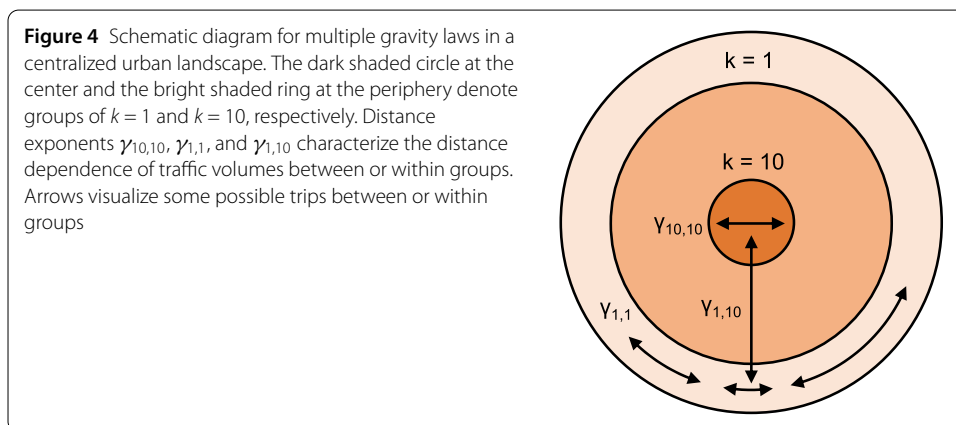 Figure 4 Schematic diagram for multiple gravity laws in a
centralized urban landscape. The dark shaded circle at the
center and the bright shaded ring at the periphery denote
groups of k = 1 and k = 10, respectively. Distance
exponents γ10,10, γ1,1, and γ1,10 characterize the distance
dependence of traffic volumes between or within groups.
Arrows visualize some possible trips between or within
groups
k = 1
k = 10
γ10,10
γ1,10
γ1,1